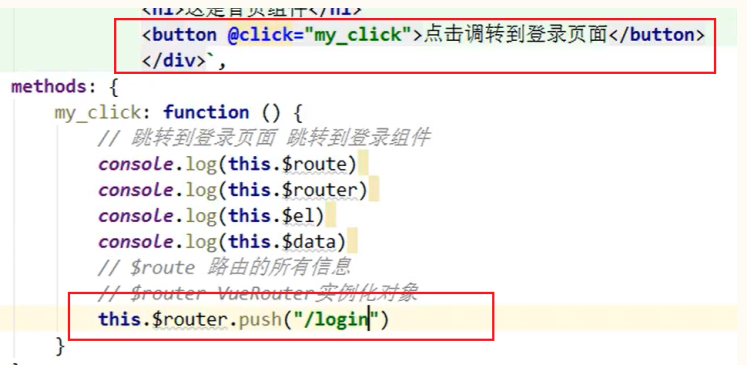 <h1>这是首页组件</h1>
<button @click="my_click">点击调转到登录页面</button>
</div>`,
methods: {
my_click: function () {
// 跳转到登录页面 跳转到登录组件
console.log(this.$route)
console.log(this.$router)
console.log(this.$el)
console.log(this.$data)
// $route 路由的所有信息
// $router VueRouter实例化对象
this.$router.push("/login")
}